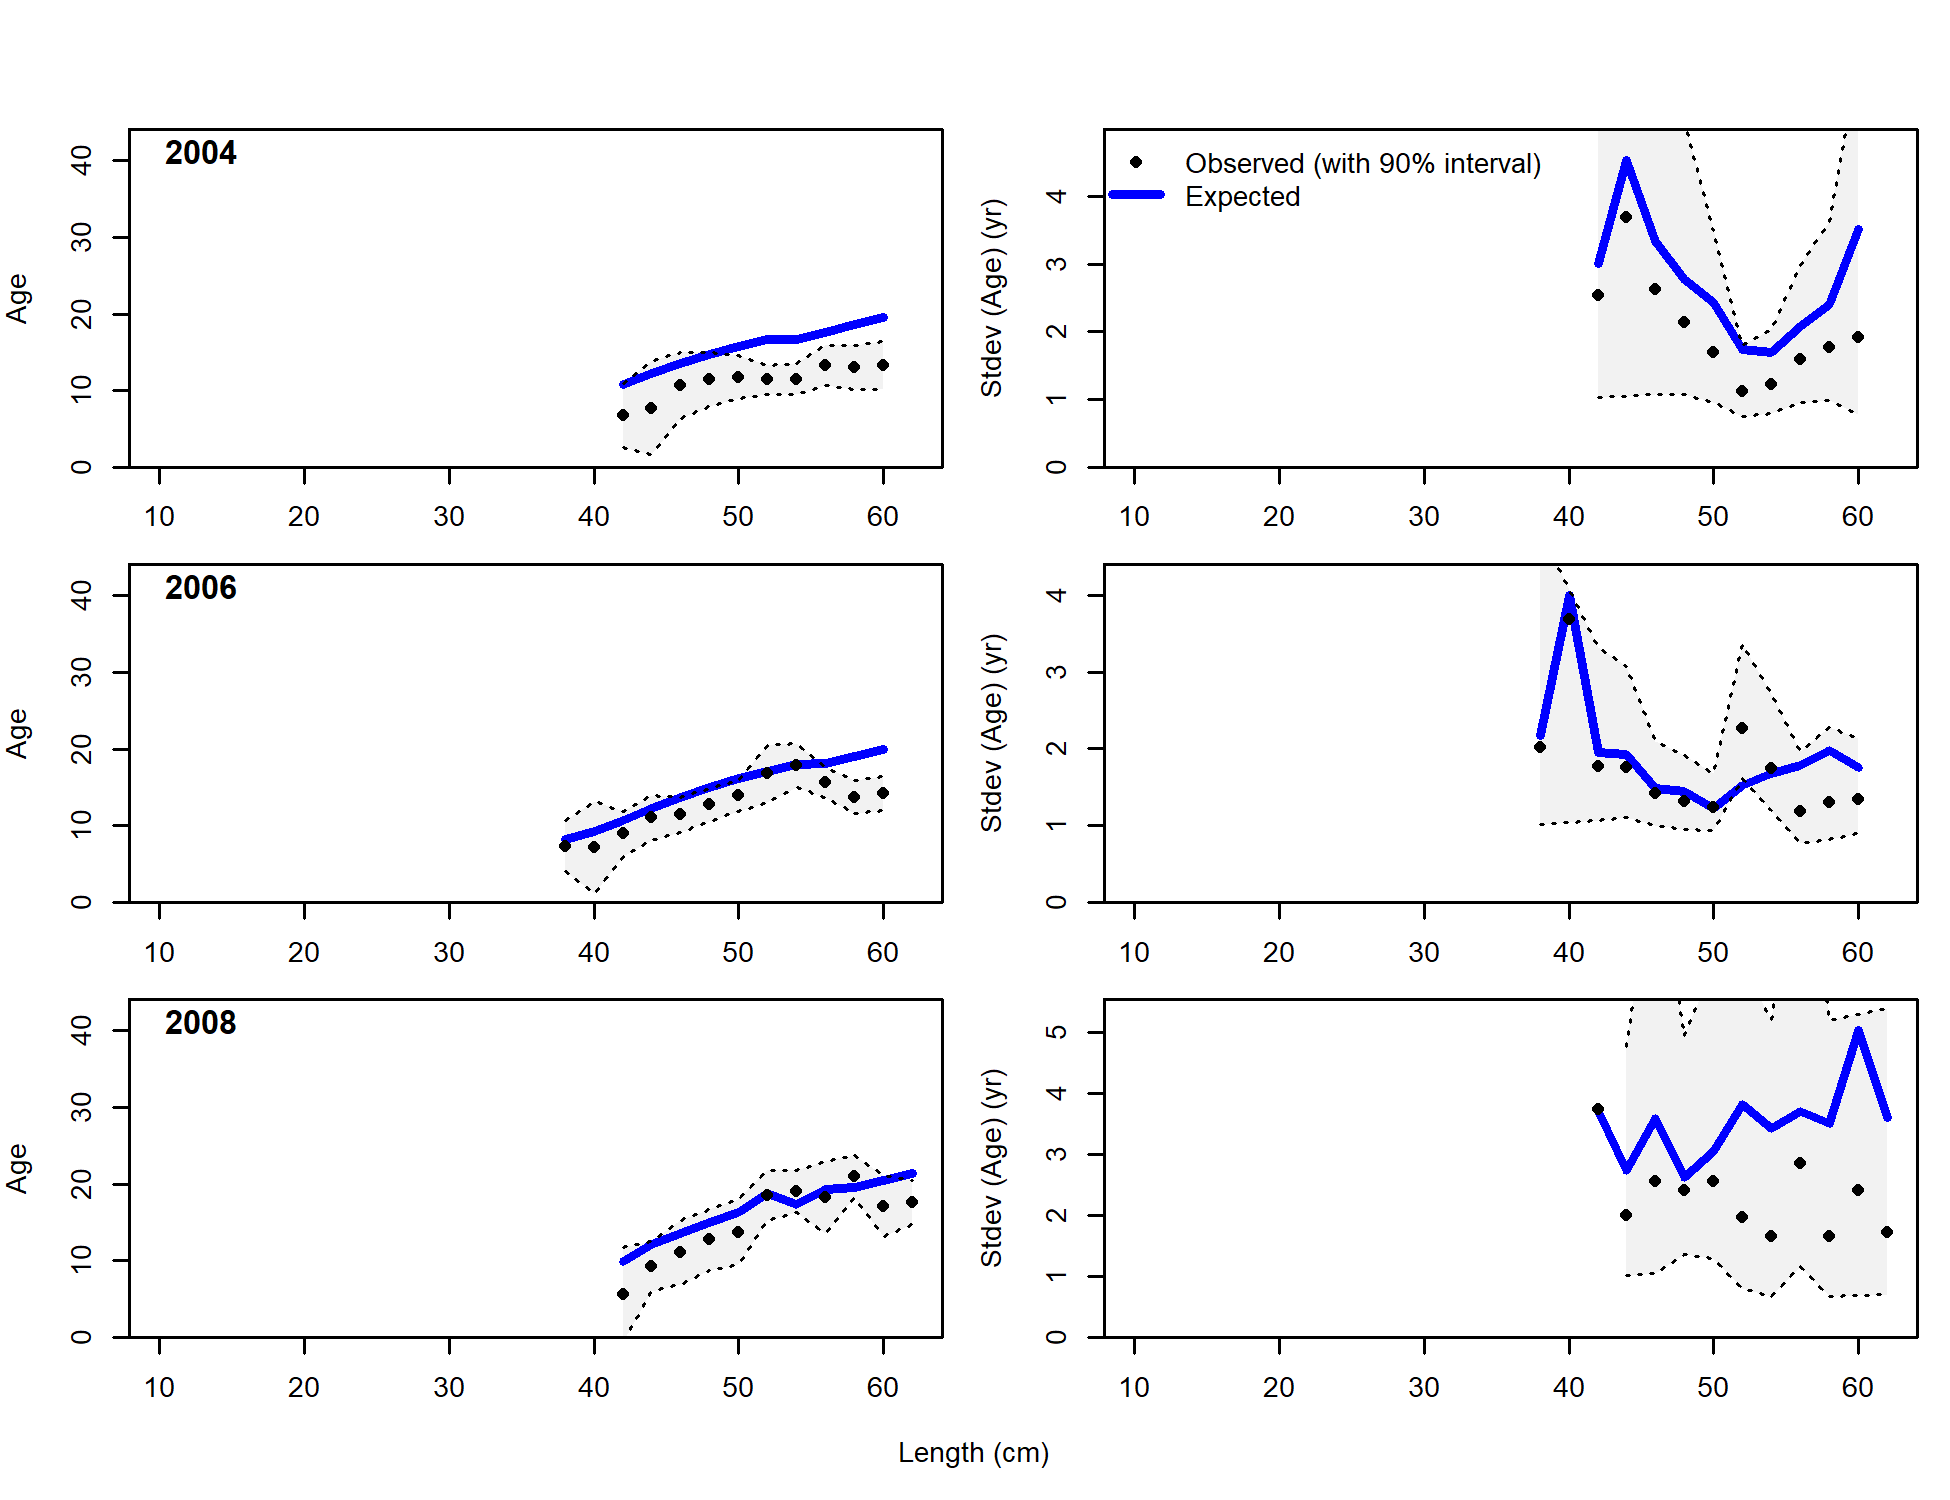 2004
Age
0 10 20 30 40
10 20 30 40 50 60
Observed (with 90% interval)
Expected
Stdev (Age) (yr)
0 1 2 3 4
10 20 30 40 50 60
2006
Age
0 10 20 30 40
10 20 30 40 50 60
Stdev (Age) (yr)
0 1 2 3 4
10 20 30 40 50 60
2008
Age
0 10 20 30 40
10 20 30 40 50 60
Stdev (Age) (yr)
0 1 2 3 4 5
10 20 30 40 50 60
Length (cm)